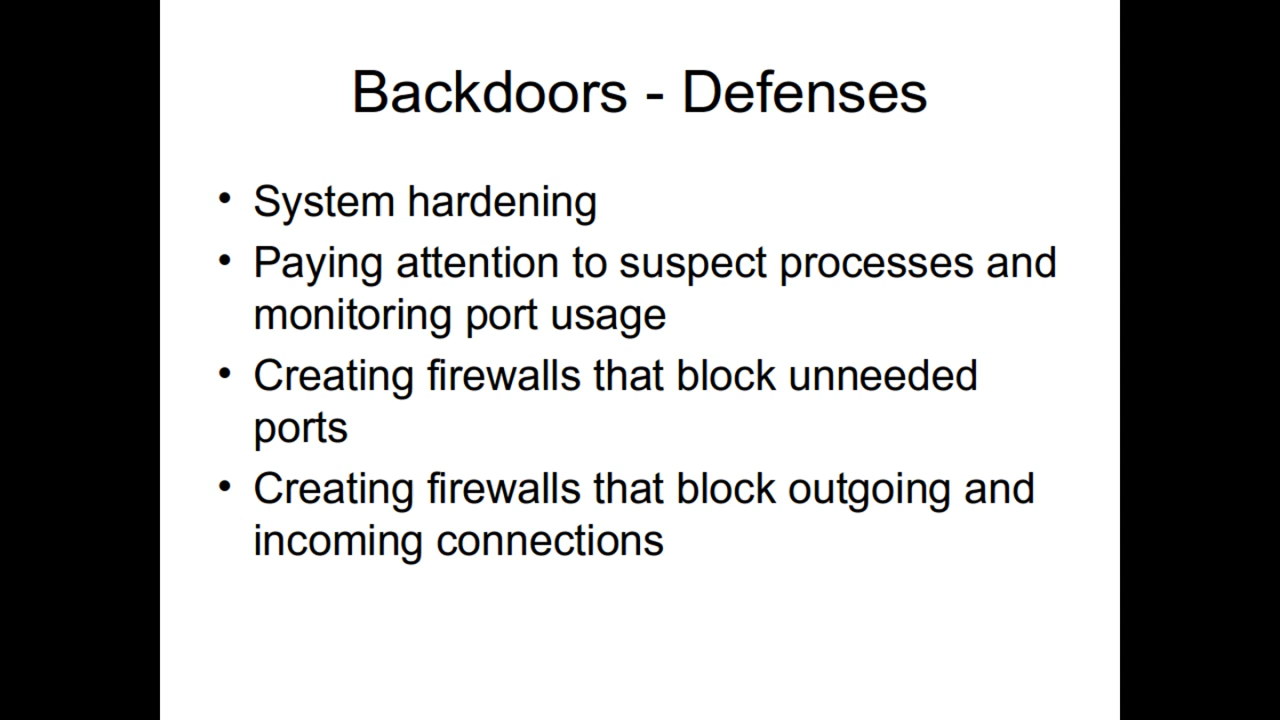 Backdoors - Defenses
• System hardening
• Paying attention to suspect processes and
monitoring port usage
• Creating firewalls that block unneeded
ports
• Creating firewalls that block outgoing and
incoming connections